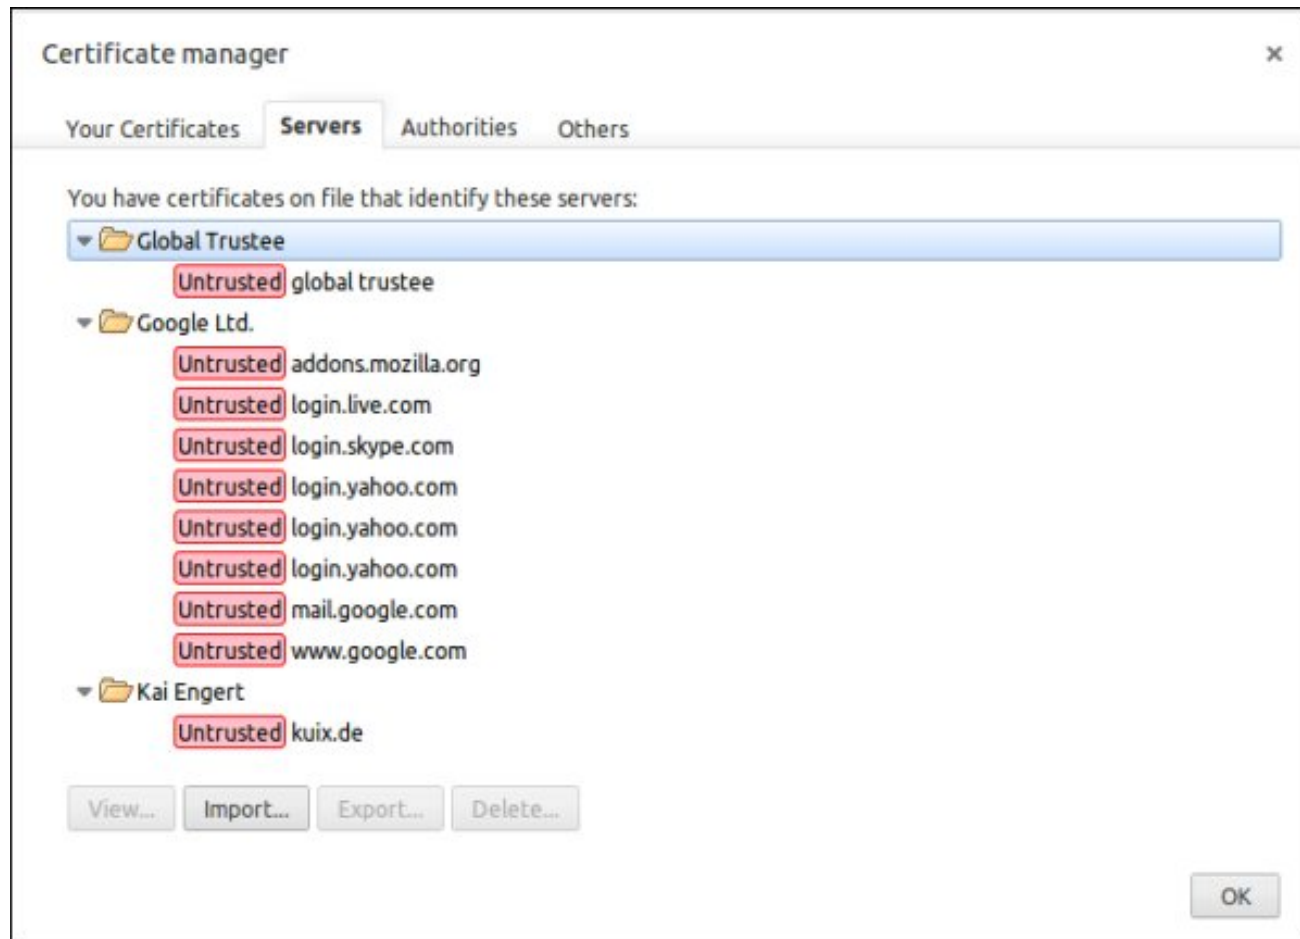 Certificate manager
Your Certificates Servers Authorities Others
You have certificates on file that identify these servers:
Global Trustee
Untrusted global trustee
Google Ltd.
Untrusted addons.mozilla.org
Untrusted login.live.com
Untrusted login.skype.com
Untrusted login.yahoo.com
Untrusted login.yahoo.com
Untrusted login.yahoo.com
Untrusted mail.google.com
Untrusted www.google.com
Kai Engert
Untrusted kuix.de
View... Import... Export... Delete...
OK